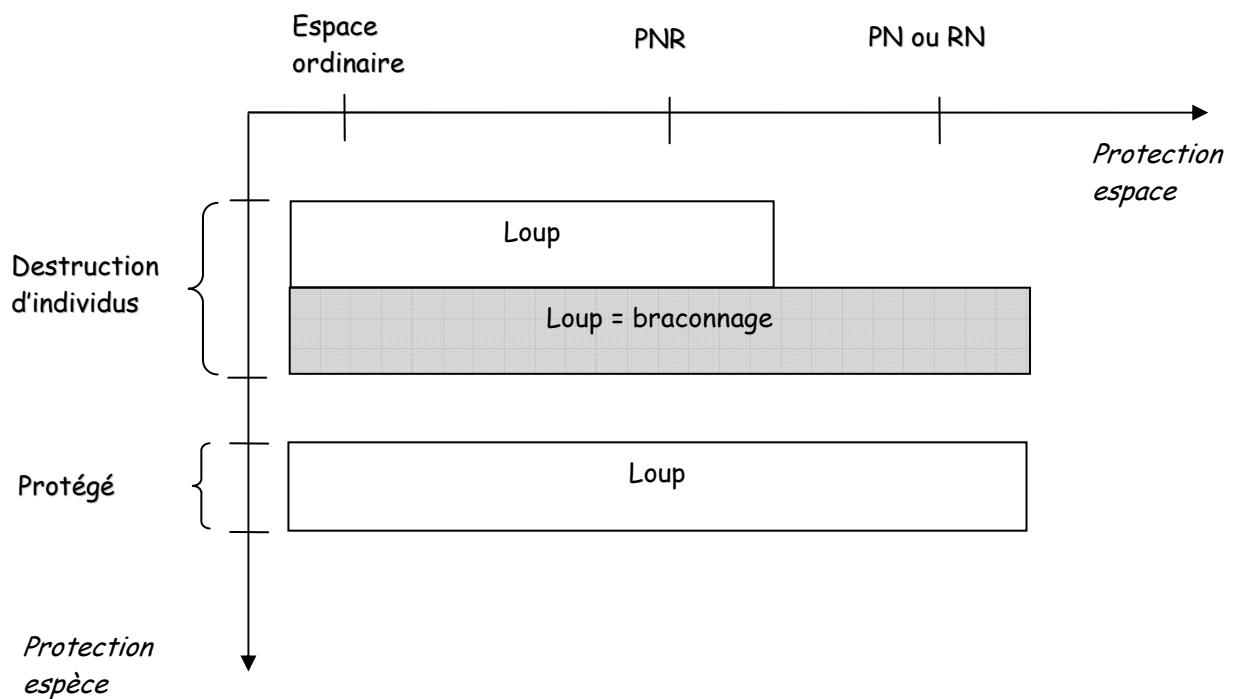 Espace
ordinaire
PNR
PN ou RN
Protection
espace
Loup
Destruction
d'individus
Loup = braconnage
Loup
Protégé
Protection
espèce